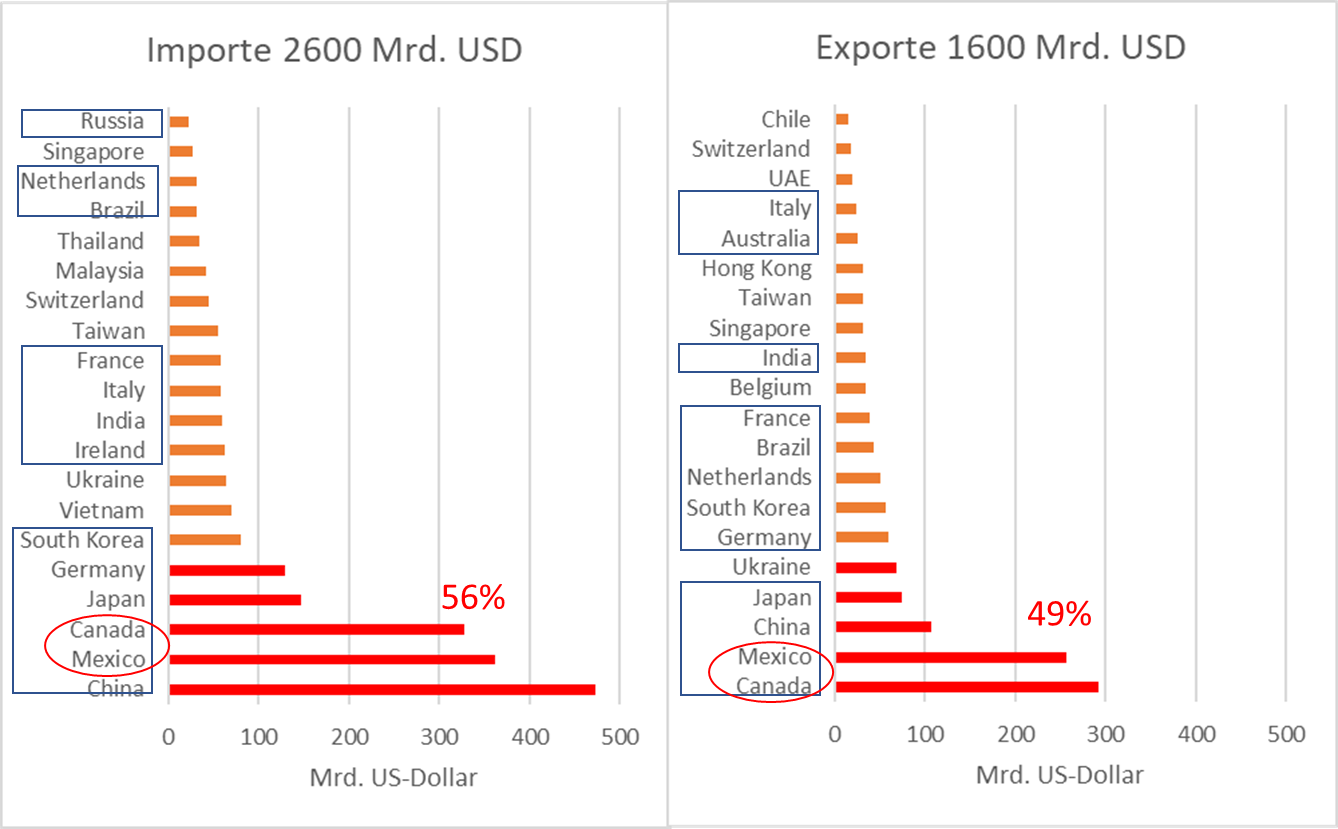 Importe 2600 Mrd. USD
Russia
Singapore
Netherlands
Brazil
Thailand
Malaysia
Switzerland
Taiwan
France
Italy
India
Ireland
Ukraine
Vietnam
South Korea
Germany
Japan
Canada
Mexico
China
56%
0 100 200 300 400 500
Mrd. US-Dollar
Exporte 1600 Mrd. USD
Chile
Switzerland
UAE
Italy
Australia
Hong Kong
Taiwan
Singapore
India
Belgium
France
Brazil
Netherlands
South Korea
Germany
Ukraine
Japan
China
Mexico
Canada
49%
0 100 200 300 400 500
Mrd. US-Dollar